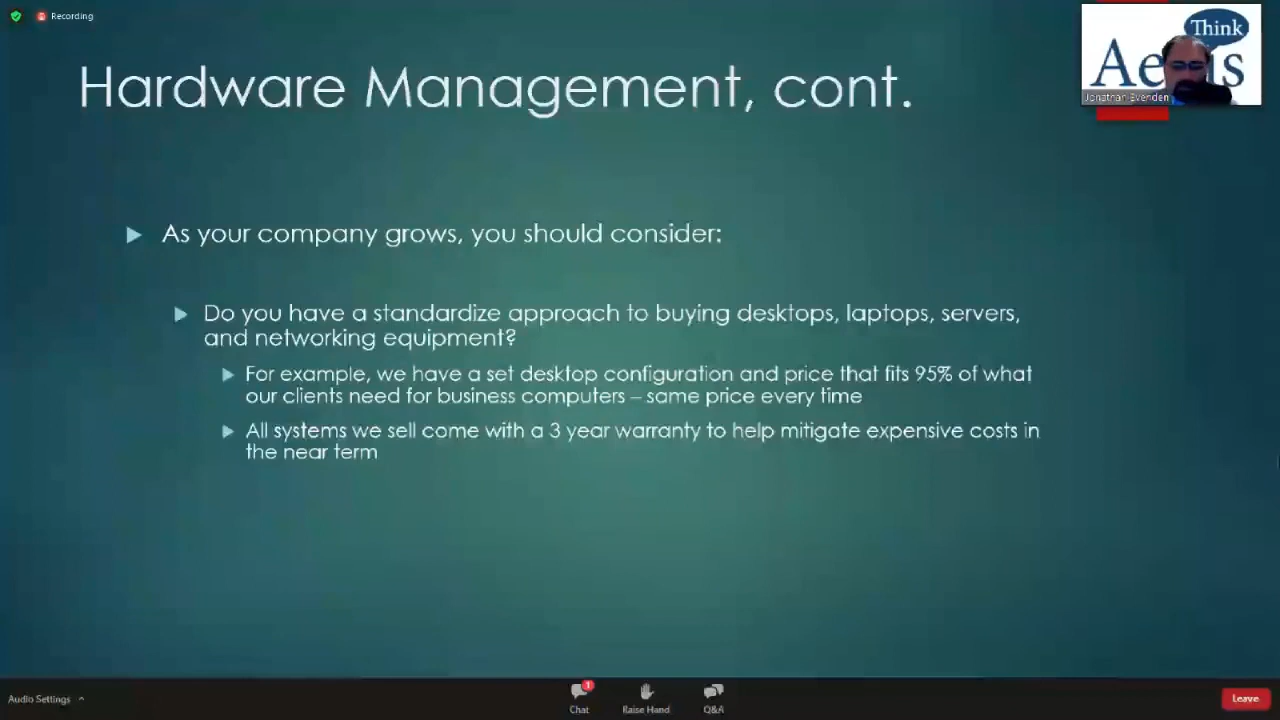 Recording
Think
Hardware Management, cont.
Jonathan Evenden
As your company grows, you should consider:
Do you have a standardize approach to buying desktops, laptops, servers,
and networking equipment?
For example, we have a set desktop configuration and price that fits 95% of what
our clients need for business computers – same price every time
All systems we sell come with a 3 year warranty to help mitigate expensive costs in
the near term
Audio Settings
1
Chat
Raise Hand
Q&A
Leave